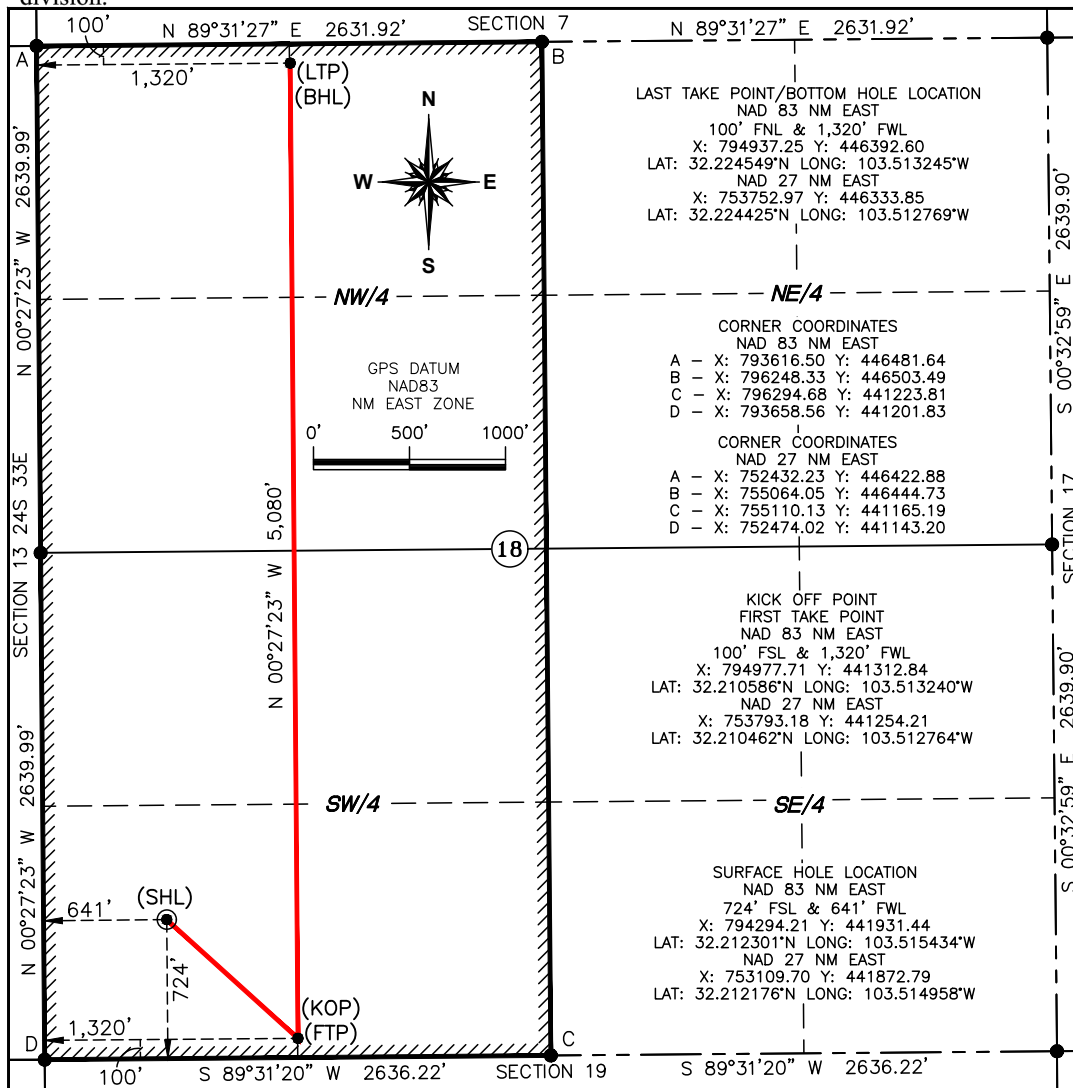 division.
100'
N 89°31'27" E 2631.92'
SECTION 7
N 89°31'27" E 2631.92'
A
1,320'
(LTP)
(BHL)
B
N
W
E
S
LAST TAKE POINT/BOTTOM HOLE LOCATION
NAD 83 NM EAST
100' FNL & 1,320' FWL
X: 794937.25 Y: 446392.60
LAT: 32.224549°N LONG: 103.513245°W
NAD 27 NM EAST
X: 753752.97 Y: 446333.85
LAT: 32.224425°N LONG: 103.512769°W
N 00°27'23" W 2639.99'
S 00°32'59" E 2639.90'
NW/4
NE/4
GPS DATUM
NAD83
NM EAST ZONE
0' 500' 1000'
CORNER COORDINATES
NAD 83 NM EAST
A - X: 793616.50 Y: 446481.64
B - X: 796248.33 Y: 446503.49
C - X: 796294.68 Y: 441223.81
D - X: 793658.56 Y: 441201.83
CORNER COORDINATES
NAD 27 NM EAST
A - X: 752432.23 Y: 446422.88
B - X: 755064.05 Y: 446444.73
C - X: 755110.13 Y: 441165.19
D - X: 752474.02 Y: 441143.20
SECTION 13 24S 33E
N 00°27'23" W 5,080'
18
SECTION 17
KICK OFF POINT
FIRST TAKE POINT
NAD 83 NM EAST
100' FSL & 1,320' FWL
X: 794977.71 Y: 441312.84
LAT: 32.210586°N LONG: 103.513240°W
NAD 27 NM EAST
X: 753793.18 Y: 441254.21
LAT: 32.210462°N LONG: 103.512764°W
N 00°27'23" W 2639.99'
S 00°32'59" E 2639.90'
SW/4
SE/4
(SHL)
641'
724'
SURFACE HOLE LOCATION
NAD 83 NM EAST
724' FSL & 641' FWL
X: 794294.21 Y: 441931.44
LAT: 32.212301°N LONG: 103.515434°W
NAD 27 NM EAST
X: 753109.70 Y: 441872.79
LAT: 32.212176°N LONG: 103.514958°W
D
1,320'
(KOP)
(FTP)
C
100'
S 89°31'20" W 2636.22'
SECTION 19
S 89°31'20" W 2636.22'